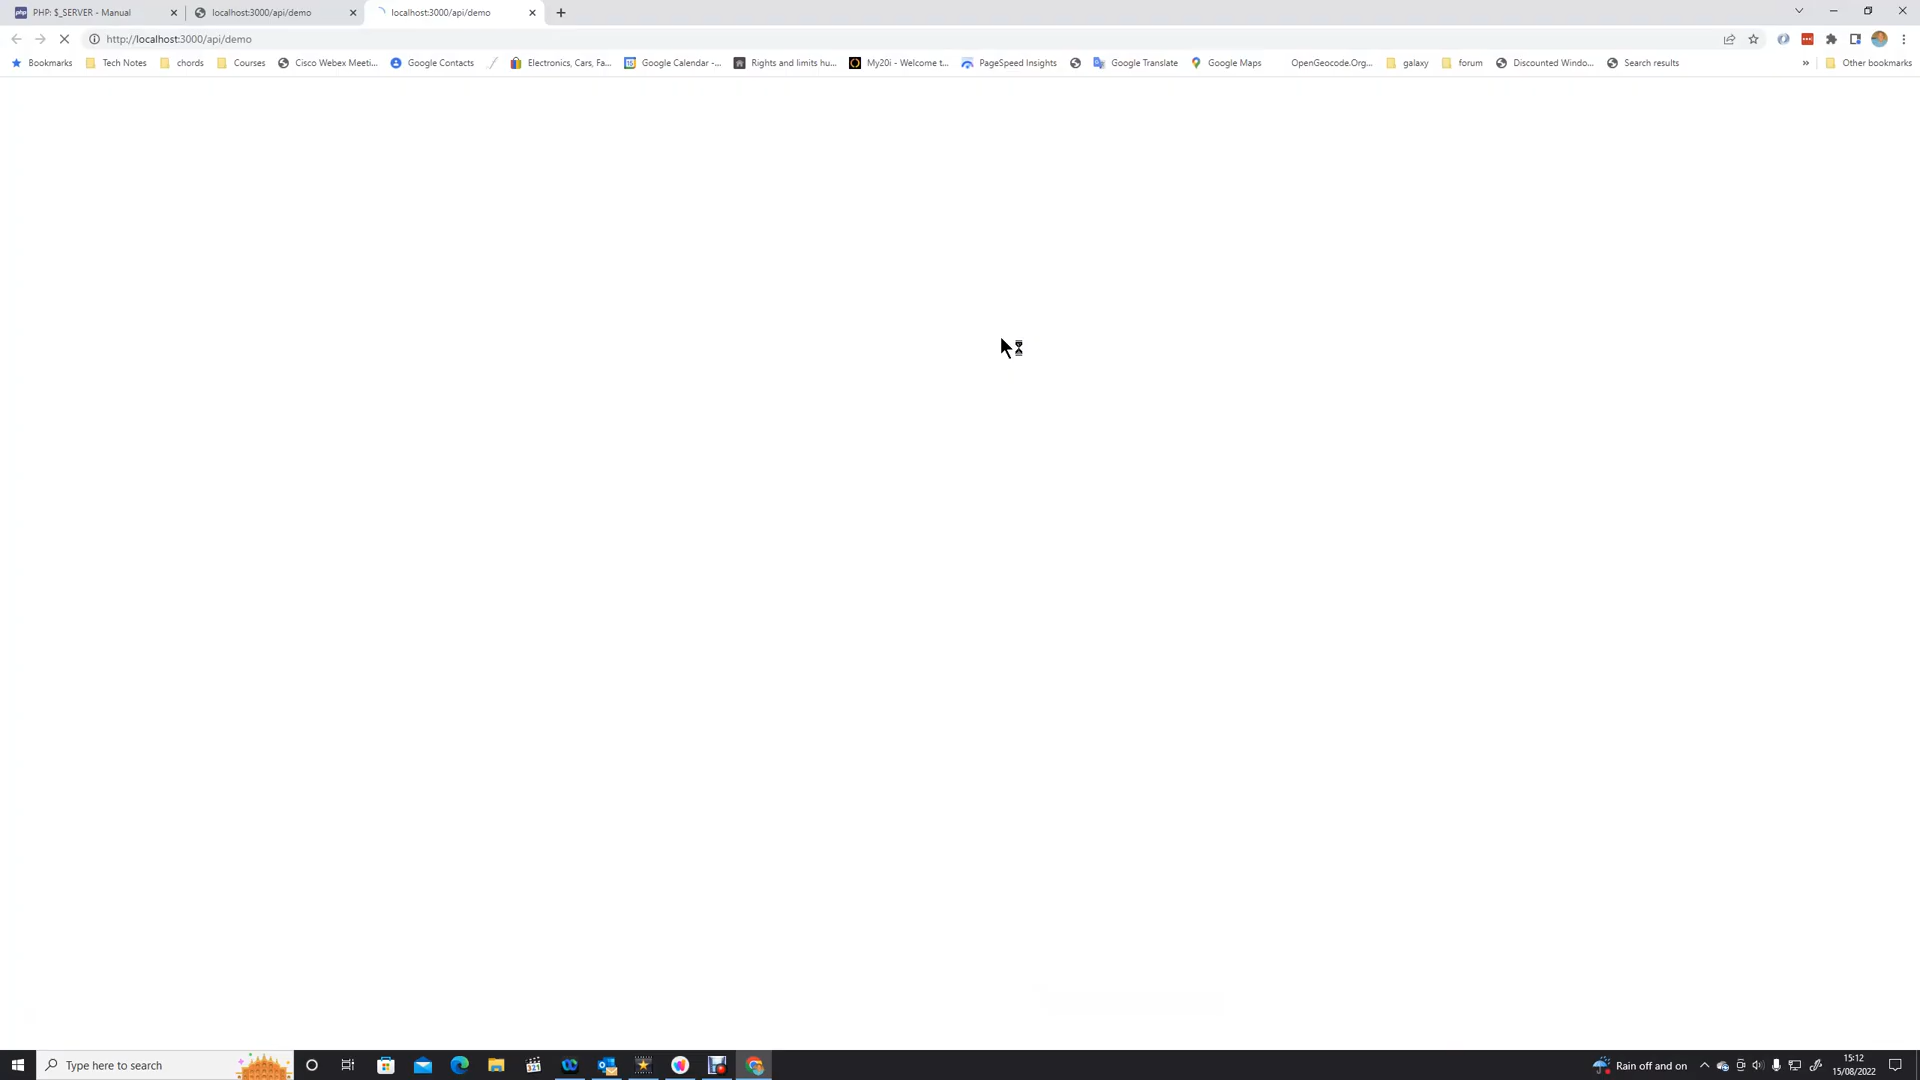 php PHP: $_SERVER - Manual localhost:3000/api/demo localhost:3000/api/demo
http://localhost:3000/api/demo
Bookmarks Tech Notes chords Courses Cisco Webex Meeti... Google Contacts Electronics, Cars, Fa... Google Calendar -... Rights and limits hu... My20i - Welcome t... PageSpeed Insights Google Translate Google Maps OpenGeocode.Org... galaxy forum Discounted Windo... Search results » Other bookmarks
Type here to search Rain off and on 15:12
15/08/2022